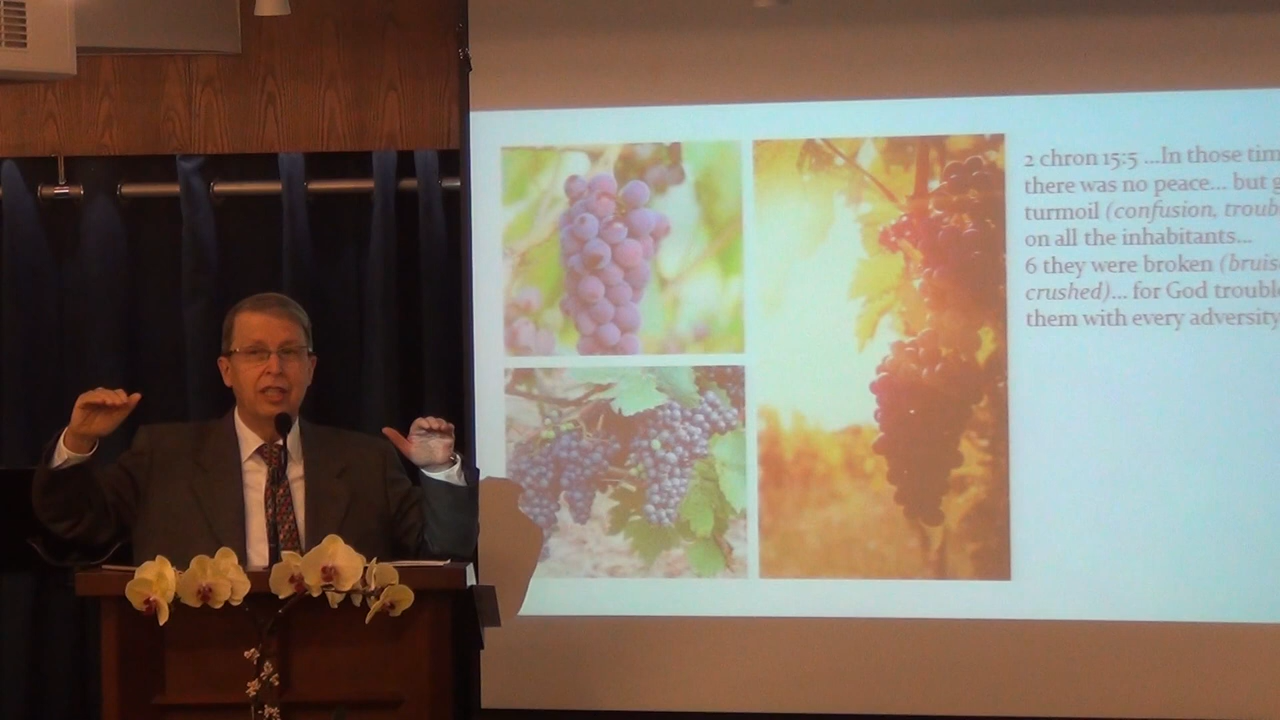 2 chron 15:5 ...In those tim
there was no peace... but g
turmoil (confusion, troub
on all the inhabitants...
6 they were broken (bruis
crushed)... for God troubl
them with every adversity